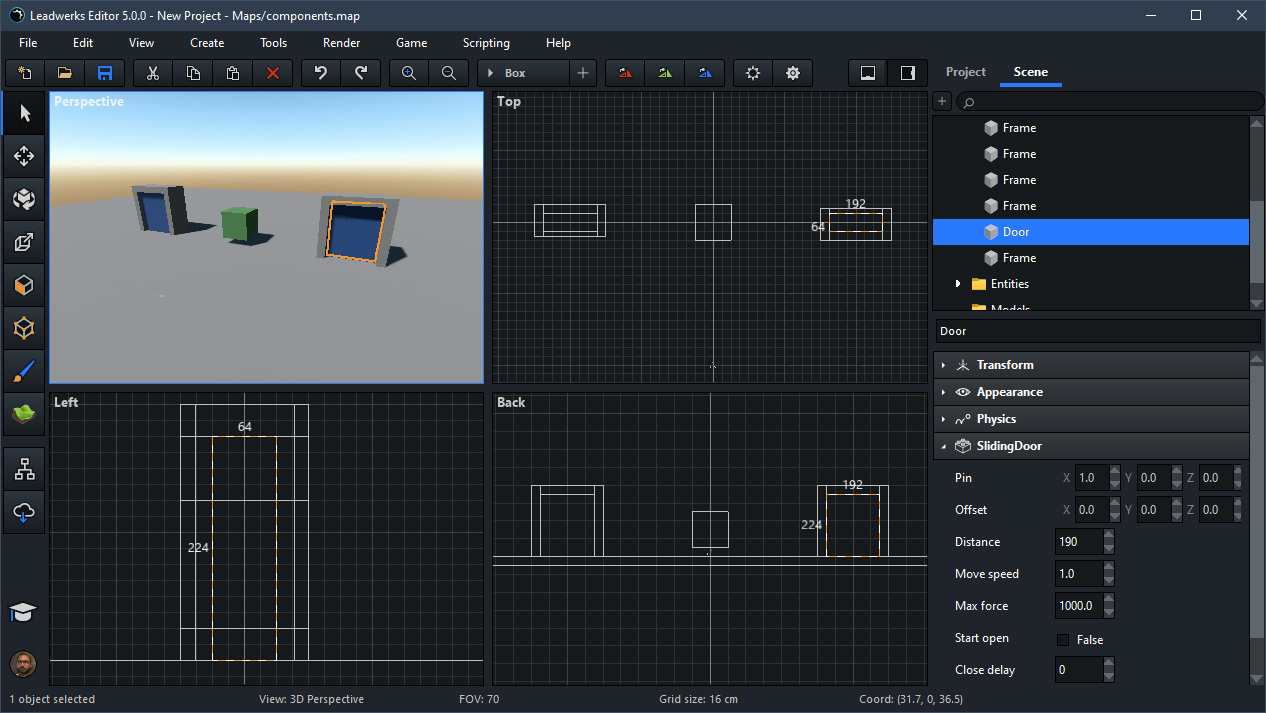 Leadwerks Editor 5.0.0 - New Project - Maps/components.map
File Edit View Create Tools Render Game Scripting Help
Box
Project Scene
Perspective
Top
192
64
Left
64
224
Back
192
224
Frame
Frame
Frame
Frame
Door
Frame
Entities
Models
Door
Transform
Appearance
Physics
SlidingDoor
Pin X 1.0 Y 0.0 Z 0.0
Offset X 0.0 Y 0.0 Z 0.0
Distance 190
Move speed 1.0
Max force 1000.0
Start open False
Close delay 0
1 object selected View: 3D Perspective FOV: 70 Grid size: 16 cm Coord: (31.7, 0, 36.5)